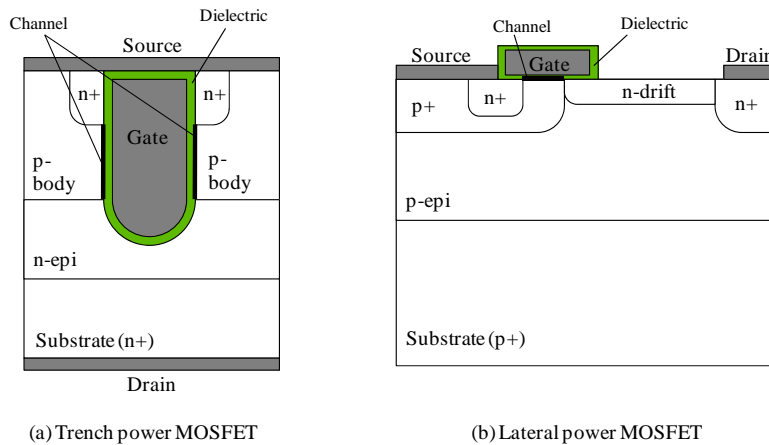 Channel
Dielectric
Source
n+
n+
Gate
p-
body
p-
body
n-epi
Substrate (n+)
Drain
(a) Trench power MOSFET
Channel
Dielectric
Source
Gate
Drain
n+
n-drift
p+
n+
p-epi
Substrate (p+)
(b) Lateral power MOSFET